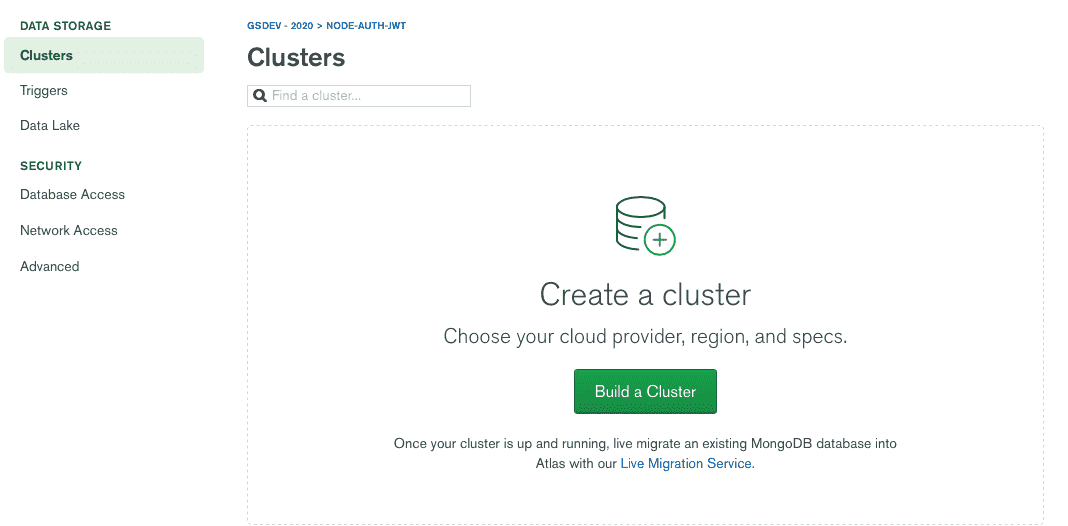 DATA STORAGE
Clusters
Triggers
Data Lake
SECURITY
Database Access
Network Access
Advanced
GSDEV - 2020 > NODE-AUTH-JWT
Clusters
Find a cluster...
Create a cluster
Choose your cloud provider, region, and specs.
Build a Cluster
Once your cluster is up and running, live migrate an existing MongoDB database into
Atlas with our Live Migration Service.